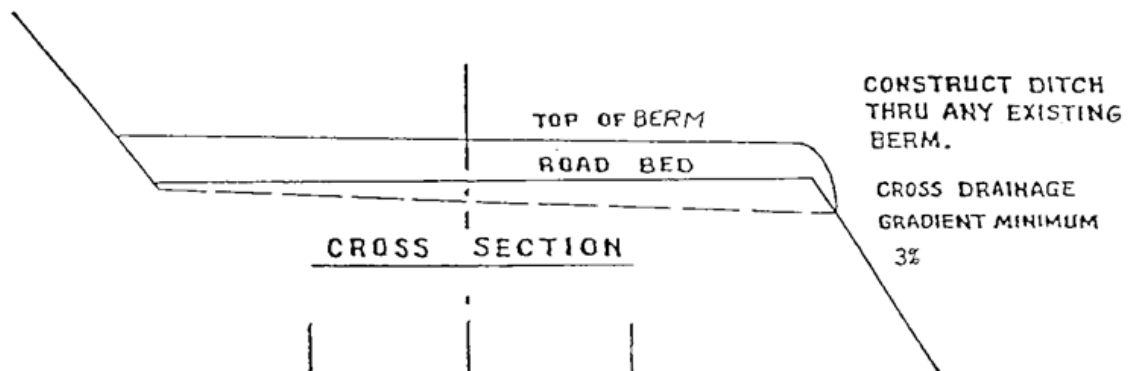 TOP OF BERM
ROAD BED
CROSS SECTION
CONSTRUCT DITCH
THRU ANY EXISTING
BERM.
CROSS DRAINAGE
GRADIENT MINIMUM
3%